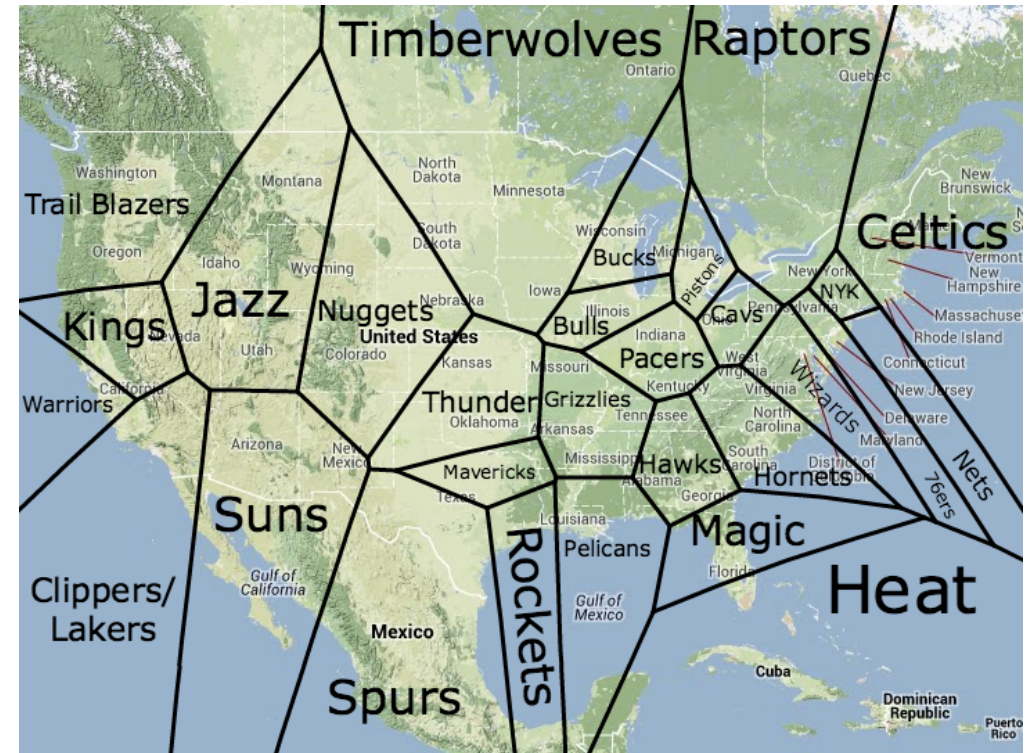 Timberwolves
Raptors
Ontario
Quebec
Washington
Montana
North
Dakota
Minnesota
New
Brunswick
Trail Blazers
Oregon
Idaho
Wyoming
South
Dakota
Wisconsin
Bucks
Michigan
Pistons
Celtics
Vermont
New
Hampshire
New York
NYK
Jazz
Kings
Nevada
Nuggets
Nebraska
Iowa
Illinois
Bulls
Indiana
Ohio
Cavs
Pennsylvania
Massachuse
Rhode Island
Connecticut
United States
Utah
Colorado
Kansas
Missouri
Pacers
West
Virginia
Virginia
Kentucky
Wizards
New Jersey
Delaware
Maryland
District of
California
Warriors
Thunder
Oklahoma
Grizzlies
Tennessee
Arkansas
North
Carolina
Arizona
New
Mexico
Mavericks
Texas
Mississippi
Alabama
Hawks
South
Carolina
Georgia
Hornets
76ers
Nets
Suns
Louisiana
Pelicans
Rockets
Magic
Florida
Heat
Clippers/
Lakers
Gulf of
California
Gulf of
Mexico
Mexico
Spurs
Cuba
Dominican
Republic
Puerto
Rico